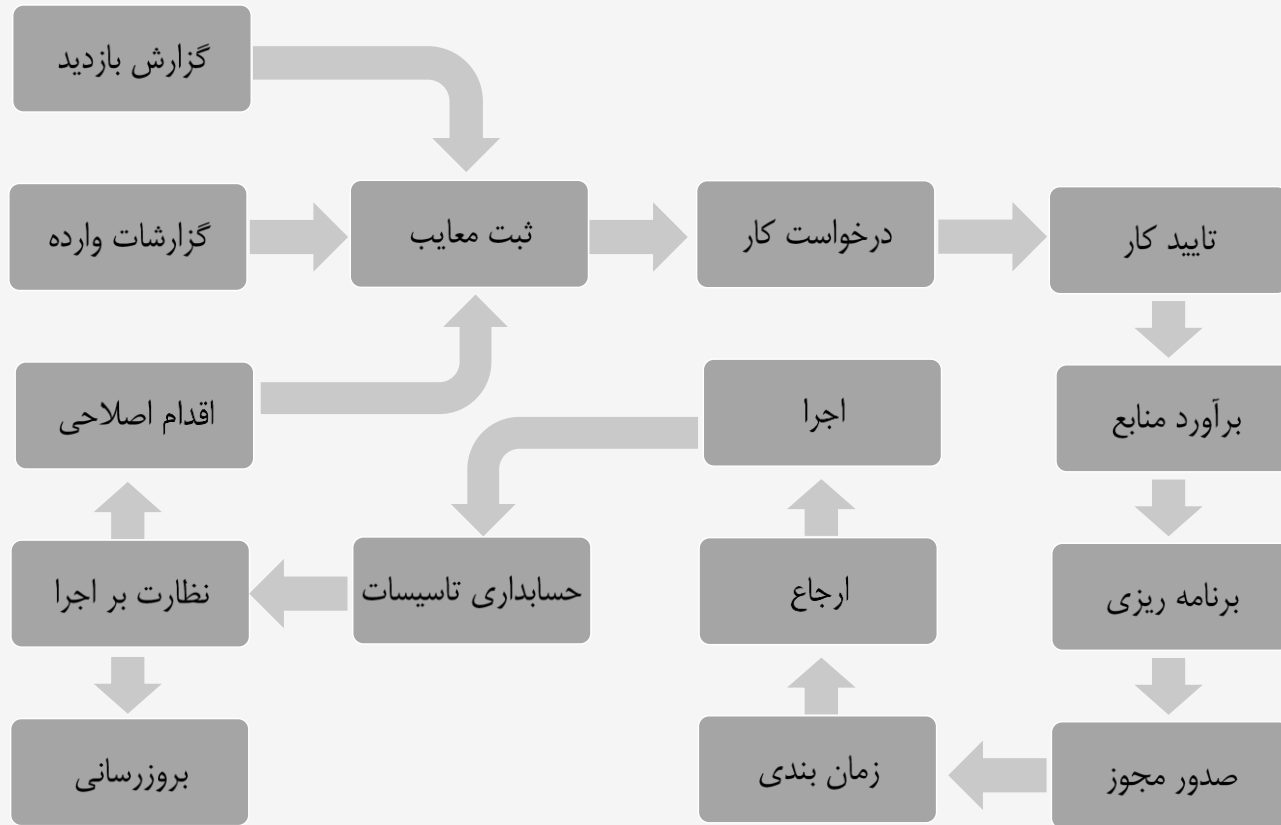 گزارش بازدید
گزارشات وارده
ثبت معایب
درخواست کار
تایید کار
اقدام اصلاحی
اجرا
برآورد منابع
نظارت بر اجرا
حسابداری تاسیسات
ارجاع
برنامه ریزی
بروزرسانی
زمان بندی
صدور مجوز